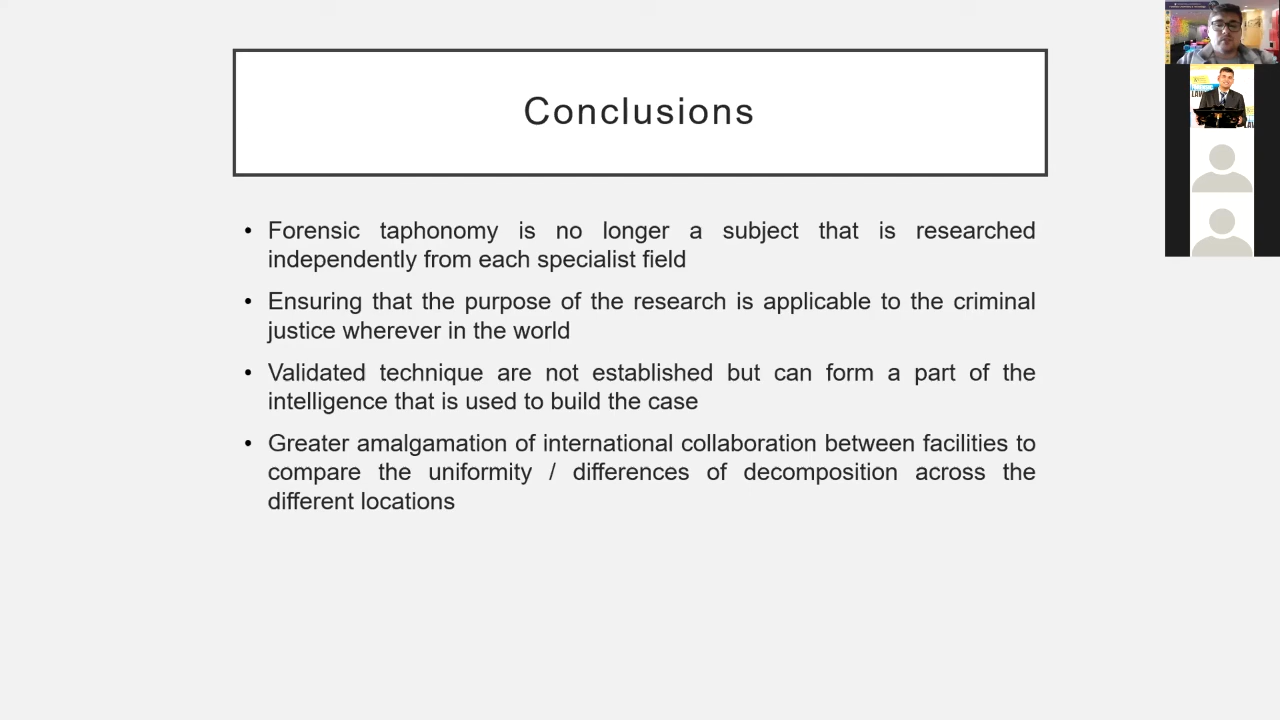 Conclusions
• Forensic taphonomy is no longer a subject that is researched
independently from each specialist field
• Ensuring that the purpose of the research is applicable to the criminal
justice wherever in the world
• Validated technique are not established but can form a part of the
intelligence that is used to build the case
• Greater amalgamation of international collaboration between facilities to
compare the uniformity / differences of decomposition across the
different locations
LAW